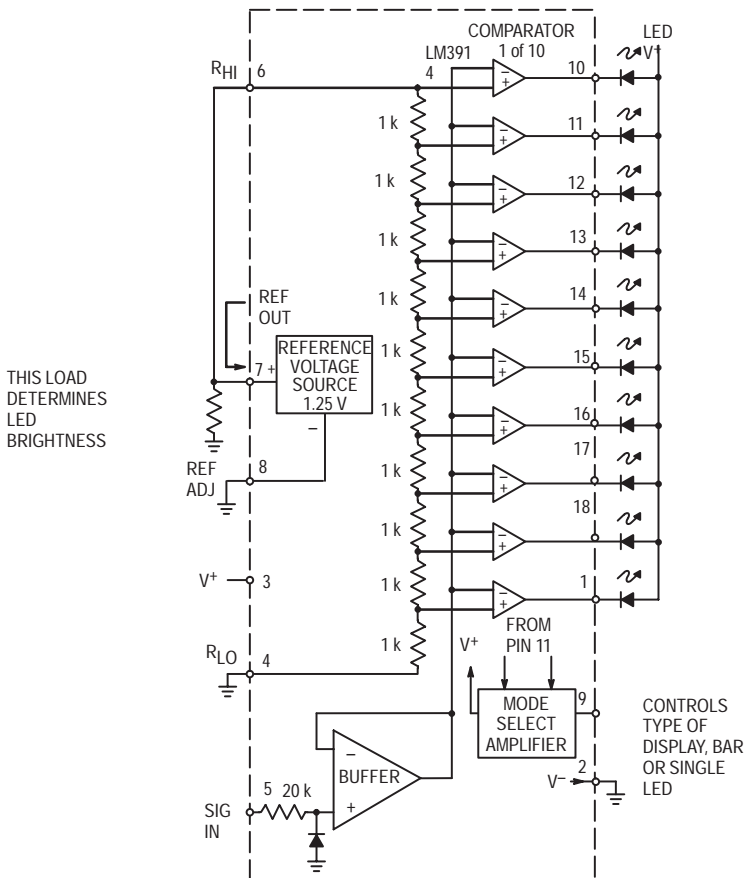 COMPARATOR
1 of 10
LED
V+
LM391
4
RHI
6
10
1 k
11
1 k
12
1 k
13
1 k
14
REF
OUT
1 k
15
7 +
REFERENCE
VOLTAGE
SOURCE
1.25 V
–
THIS LOAD
DETERMINES
LED
BRIGHTNESS
1 k
16
REF
ADJ
8
1 k
17
1 k
18
V+
3
1 k
1
RLO
4
1 k
V+
FROM
PIN 11
MODE
SELECT
AMPLIFIER
9
CONTROLS
TYPE OF
DISPLAY, BAR
OR SINGLE
LED
V–
2
BUFFER
–
+
SIG
IN
5
20 k
–
+
–
+
–
+
–
+
–
+
–
+
–
+
–
+
–
+
–
+